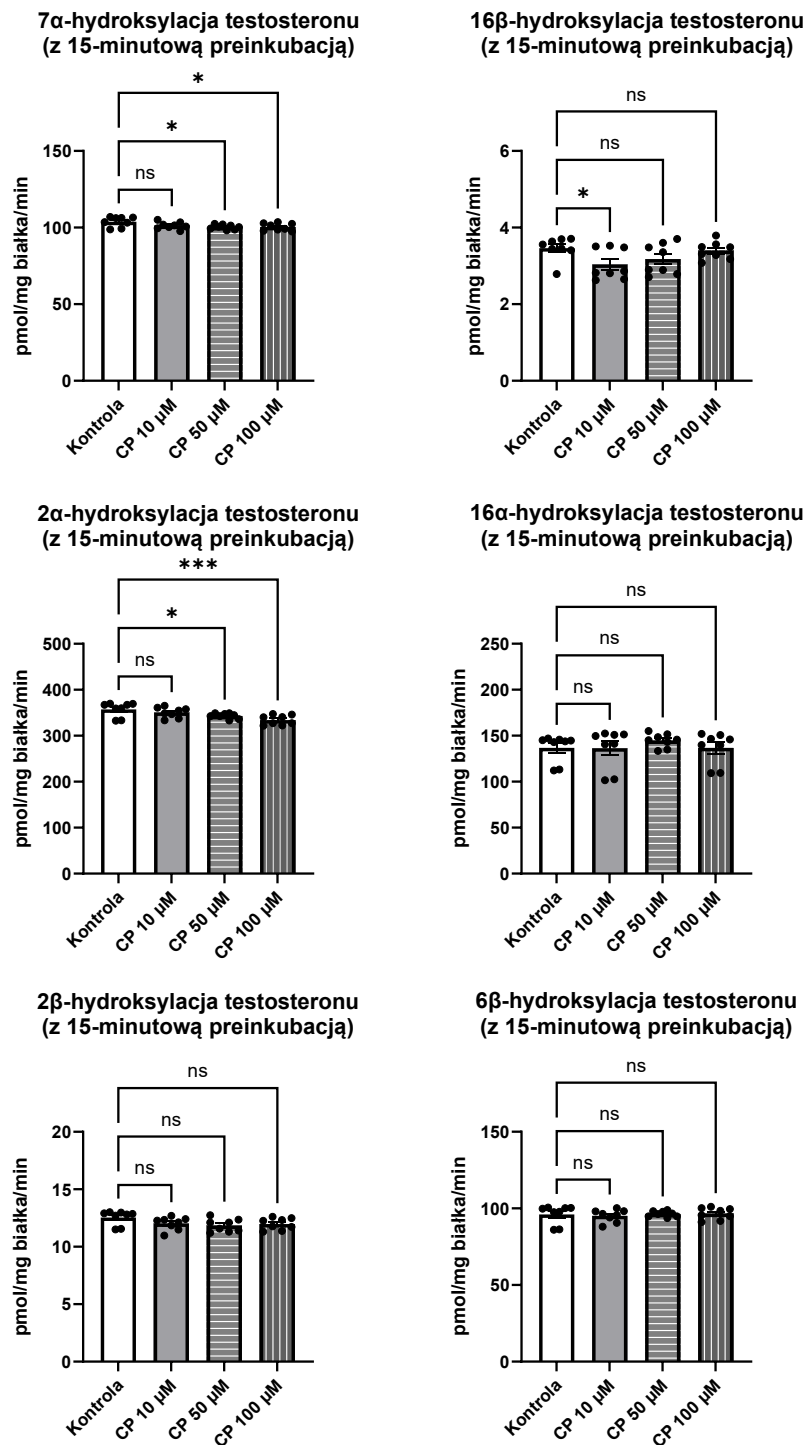 7α-hydroksylacja testosteronu
(z 15-minutową preinkubacją)
*
*
ns
150
100
50
0
pmol/mg białka/min
Kontrola
CP 10 µM
CP 50 µM
CP 100 µM
16β-hydroksylacja testosteronu
(z 15-minutową preinkubacją)
ns
ns
*
6
4
2
0
pmol/mg białka/min
Kontrola
CP 10 µM
CP 50 µM
CP 100 µM
2α-hydroksylacja testosteronu
(z 15-minutową preinkubacją)
***
*
ns
500
400
300
200
100
0
pmol/mg białka/min
Kontrola
CP 10 µM
CP 50 µM
CP 100 µM
16α-hydroksylacja testosteronu
(z 15-minutową preinkubacją)
ns
ns
ns
250
200
150
100
50
0
pmol/mg białka/min
Kontrola
CP 10 µM
CP 50 µM
CP 100 µM
2β-hydroksylacja testosteronu
(z 15-minutową preinkubacją)
ns
ns
ns
20
15
10
5
0
pmol/mg białka/min
Kontrola
CP 10 µM
CP 50 µM
CP 100 µM
6β-hydroksylacja testosteronu
(z 15-minutową preinkubacją)
ns
ns
ns
150
100
50
0
pmol/mg białka/min
Kontrola
CP 10 µM
CP 50 µM
CP 100 µM